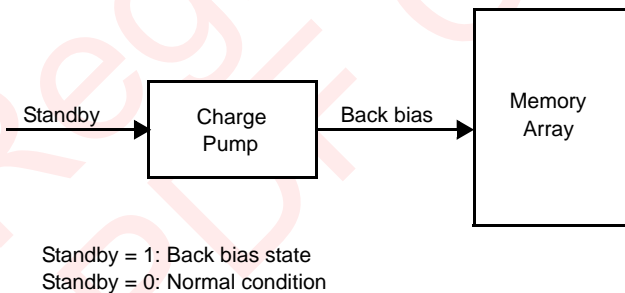 Standby
Charge
Pump
Back bias
Memory
Array
Standby = 1: Back bias state
Standby = 0: Normal condition